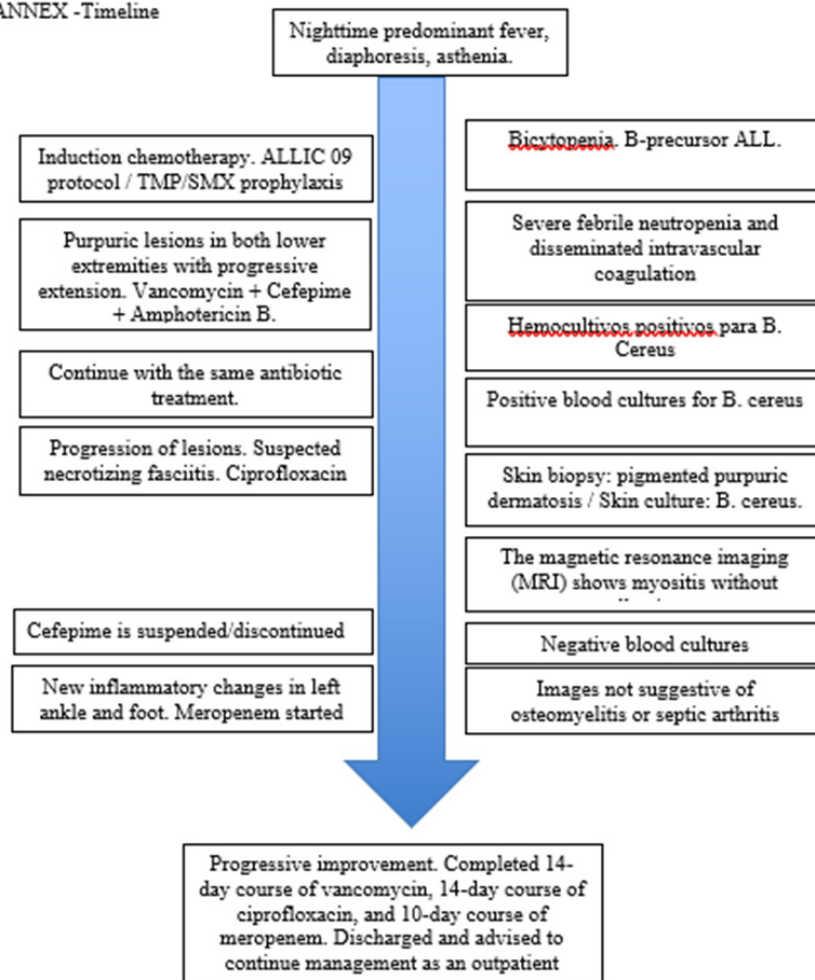 ANNEX -Timeline
Nighttime predominant fever,
diaphoresis, asthenia.
Bicytopenia. B-precursor ALL.
Induction chemotherapy. ALLIC 09
protocol / TMP/SMX prophylaxis
Severe febrile neutropenia and
disseminated intravascular
coagulation
Purpuric lesions in both lower
extremities with progressive
extension. Vancomycin + Cefepime
+ Amphotericin B.
Hemocultivos positivos para B.
Cereus
Continue with the same antibiotic
treatment.
Positive blood cultures for B. cereus
Progression of lesions. Suspected
necrotizing fasciitis. Ciprofloxacin
Skin biopsy: pigmented purpuric
dermatosis / Skin culture: B. cereus.
The magnetic resonance imaging
(MRI) shows myositis without
Cefepime is suspended/discontinued
Negative blood cultures
New inflammatory changes in left
ankle and foot. Meropenem started
Images not suggestive of
osteomyelitis or septic arthritis
Progressive improvement. Completed 14-
day course of vancomycin, 14-day course of
ciprofloxacin, and 10-day course of
meropenem. Discharged and advised to
continue management as an outpatient